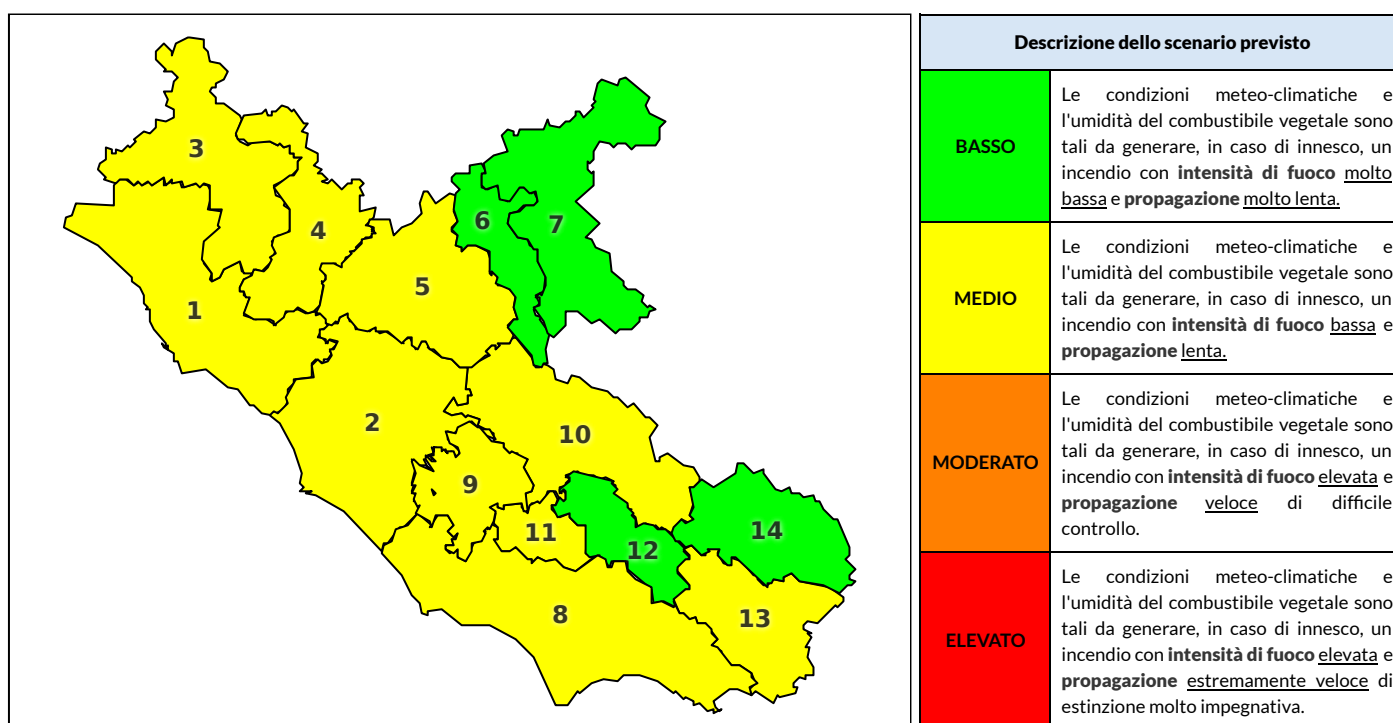 3
4
6
7
5
1
2
10
9
11
12
14
8
13
Descrizione dello scenario previsto
BASSO
Le condizioni meteo-climatiche e
l'umidità del combustibile vegetale sono
tali da generare, in caso di innesco, un
incendio con intensità di fuoco molto
bassa e propagazione molto lenta.
MEDIO
Le condizioni meteo-climatiche e
l'umidità del combustibile vegetale sono
tali da generare, in caso di innesco, un
incendio con intensità di fuoco bassa e
propagazione lenta.
MODERATO
Le condizioni meteo-climatiche e
l'umidità del combustibile vegetale sono
tali da generare, in caso di innesco, un
incendio con intensità di fuoco elevata e
propagazione veloce di difficile
controllo.
ELEVATO
Le condizioni meteo-climatiche e
l'umidità del combustibile vegetale sono
tali da generare, in caso di innesco, un
incendio con intensità di fuoco elevata e
propagazione estremamente veloce di
estinzione molto impegnativa.